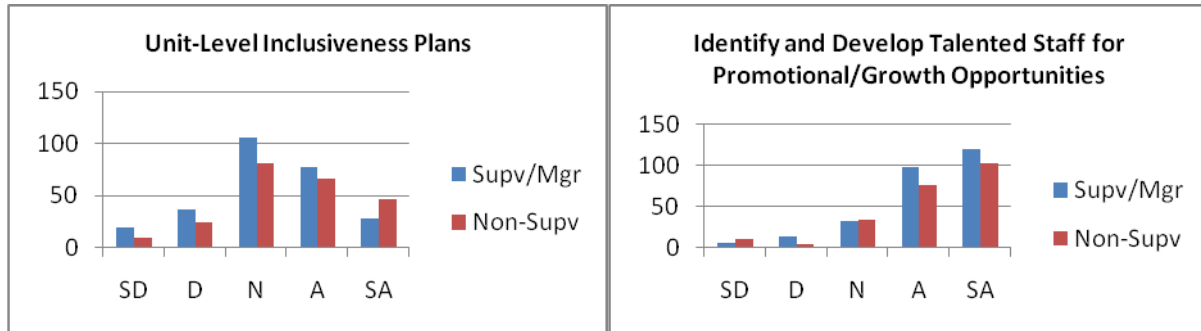 Unit-Level Inclusiveness Plans
150
100
50
0
SD D N A SA
Supv/Mgr
Non-Supv
Identify and Develop Talented Staff for
Promotional/Growth Opportunities
150
100
50
0
SD D N A SA
Supv/Mgr
Non-Supv